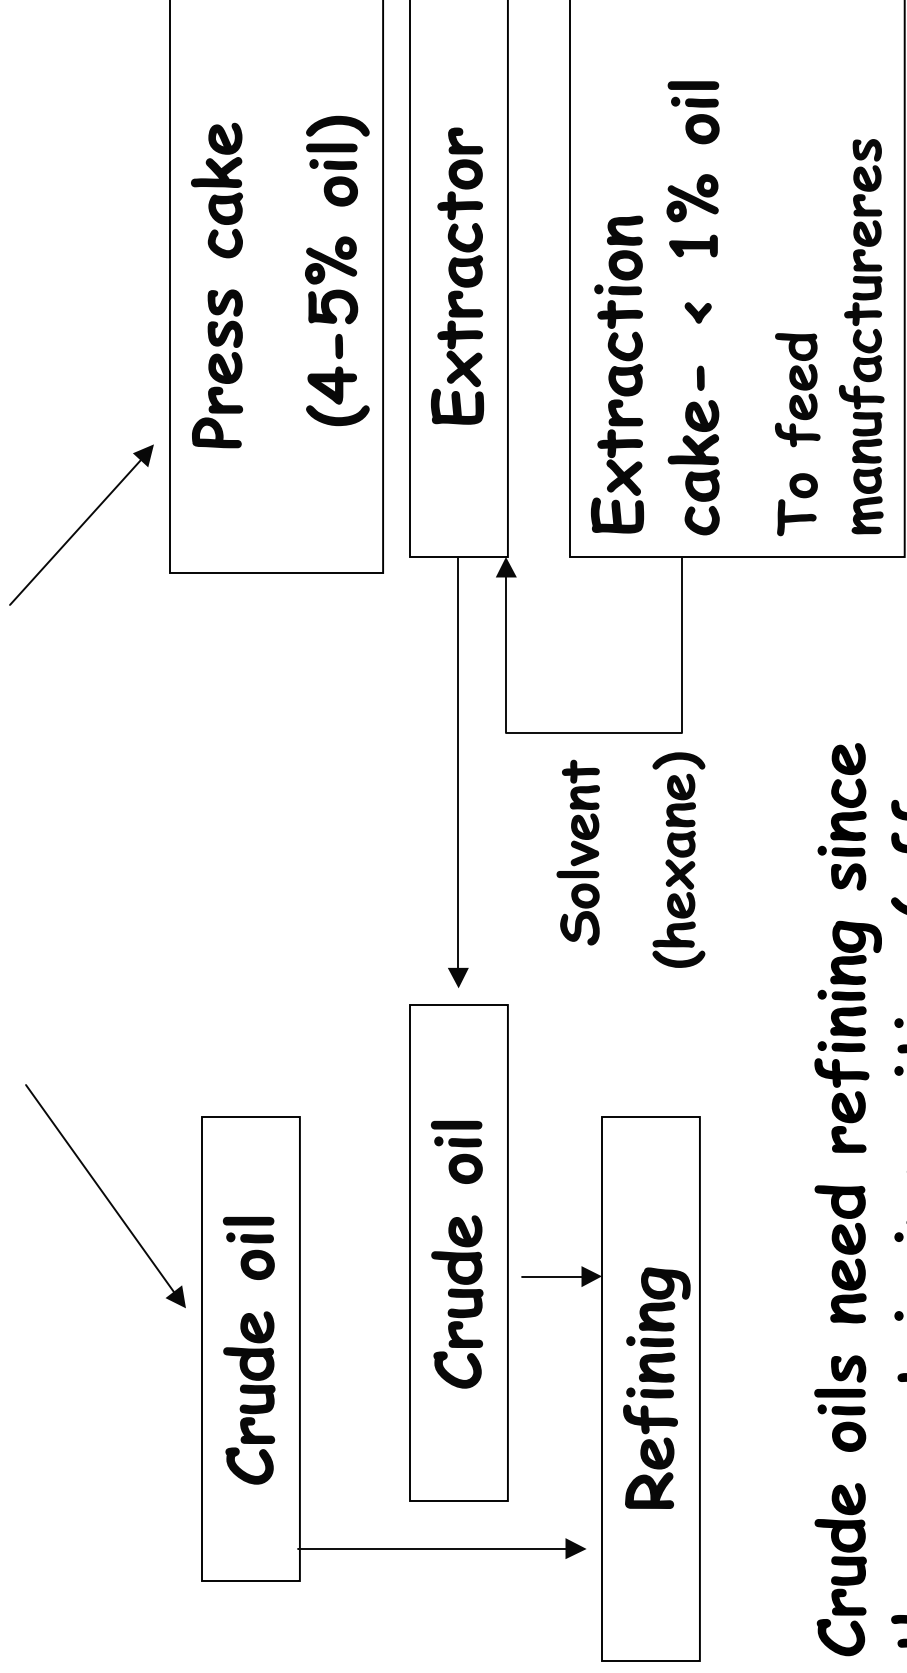 Press cake
(4-5% oil)
Crude oil
Extractor
Crude oil
Extraction
cake- < 1% oil
To feed
manufactureres
Solvent
(hexane)
Refining
Crude oils need refining since